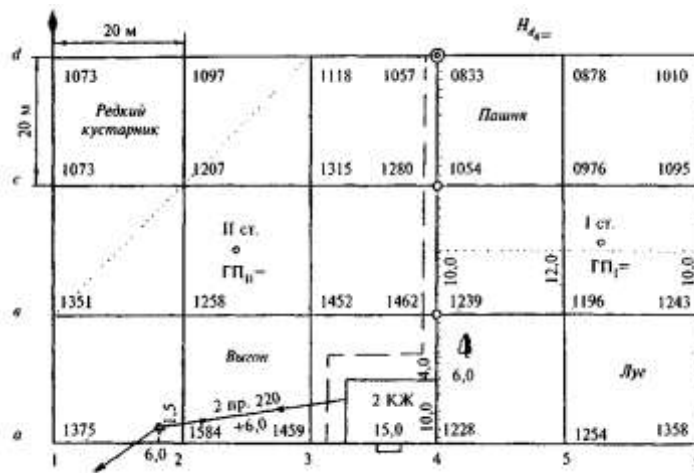 20 м
H d₄=
d
1073 1097 1118 1057 0833 0878 1010
Редкий
кустарник
Пашня
20 м
1073 1207 1315 1280 1054 0976 1095
c
II ст.
I ст.
ГПII=
ГПI=
10,0 12,0 10,0
1351 1258 1452 1462 1239 1196 1243
в
Выгон
4,0
6,0
Луг
2 пр. 220
+6,0
1,5
2 КЖ
10,0
1375 1584 1459 15,0 1228 1254 1358
a
6,0
1 2 3 4 5